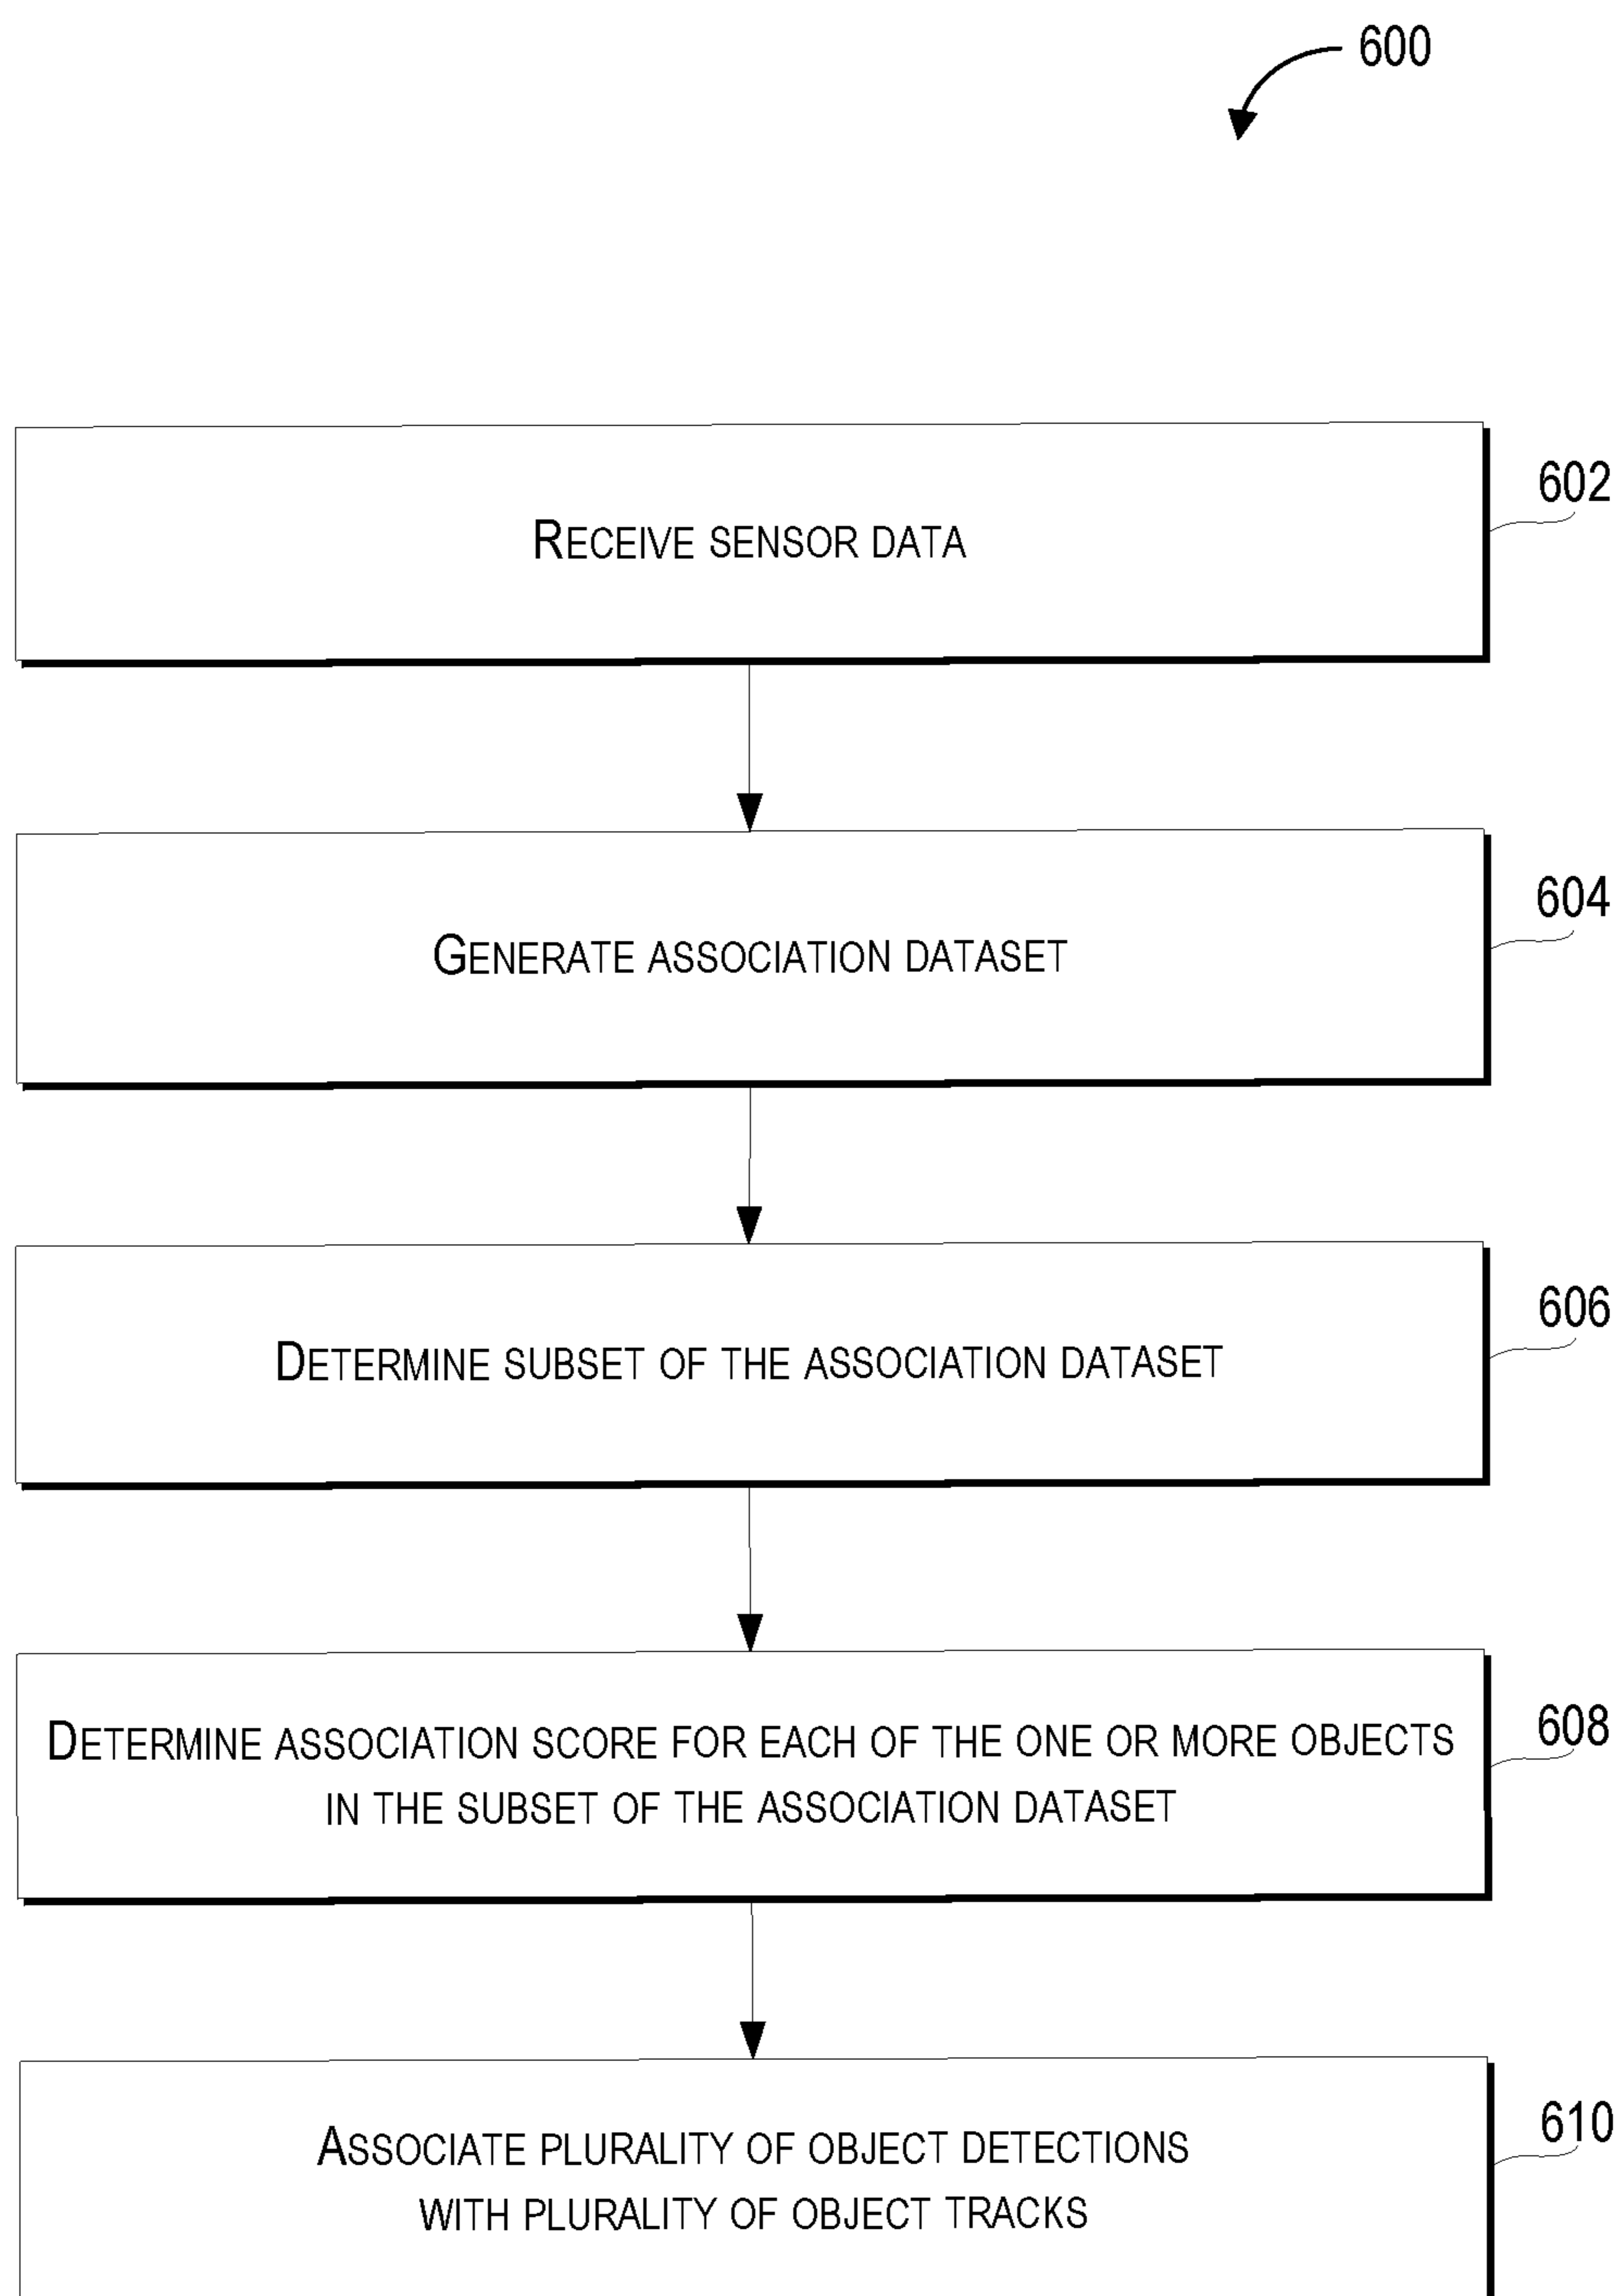 600
RECEIVE SENSOR DATA
602
GENERATE ASSOCIATION DATASET
604
DETERMINE SUBSET OF THE ASSOCIATION DATASET
606
DETERMINE ASSOCIATION SCORE FOR EACH OF THE ONE OR MORE OBJECTS
IN THE SUBSET OF THE ASSOCIATION DATASET
608
ASSOCIATE PLURALITY OF OBJECT DETECTIONS
WITH PLURALITY OF OBJECT TRACKS
610